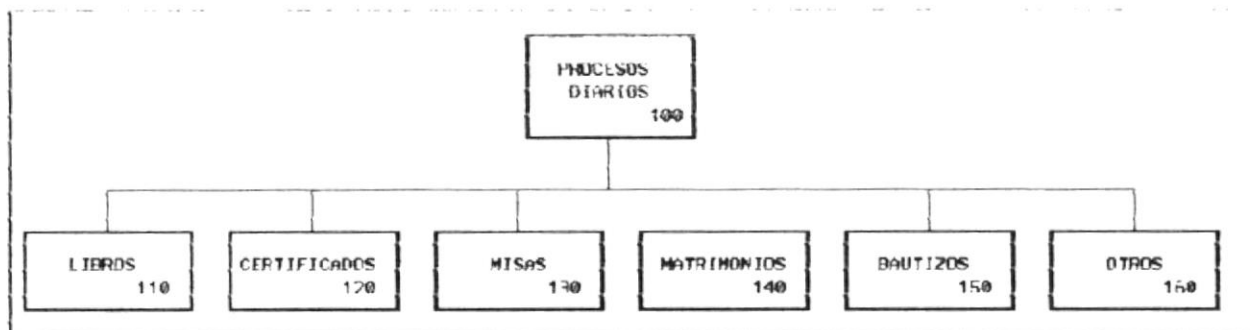 PROCESOS
DIARIOS
100
LIBROS
110
CERTIFICADOS
120
MISAS
130
MATRIMONIOS
140
BAUTIZOS
150
OTROS
160